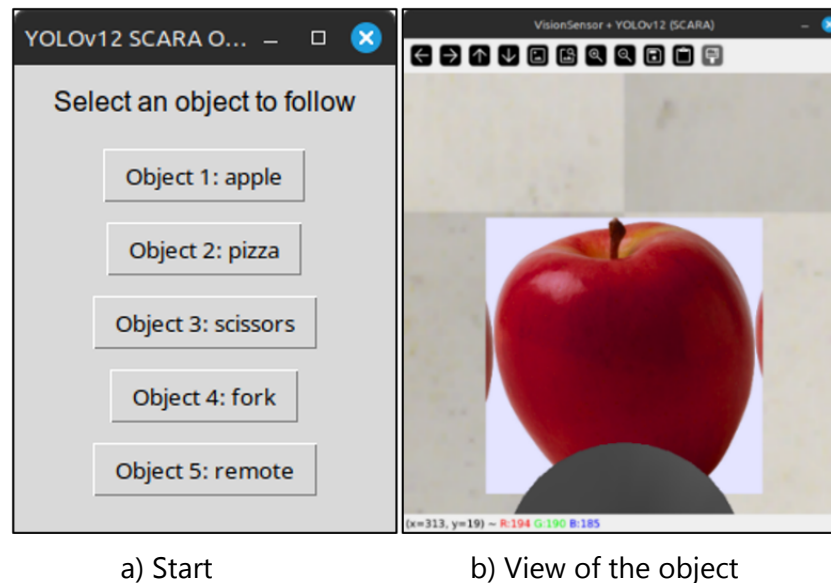 YOLOv12 SCARA O...
Select an object to follow
Object 1: apple
Object 2: pizza
Object 3: scissors
Object 4: fork
Object 5: remote
VisionSensor + YOLOv12 (SCARA)
(x=313, y=19) ~ R:194 G:190 B:185
a) Start
b) View of the object